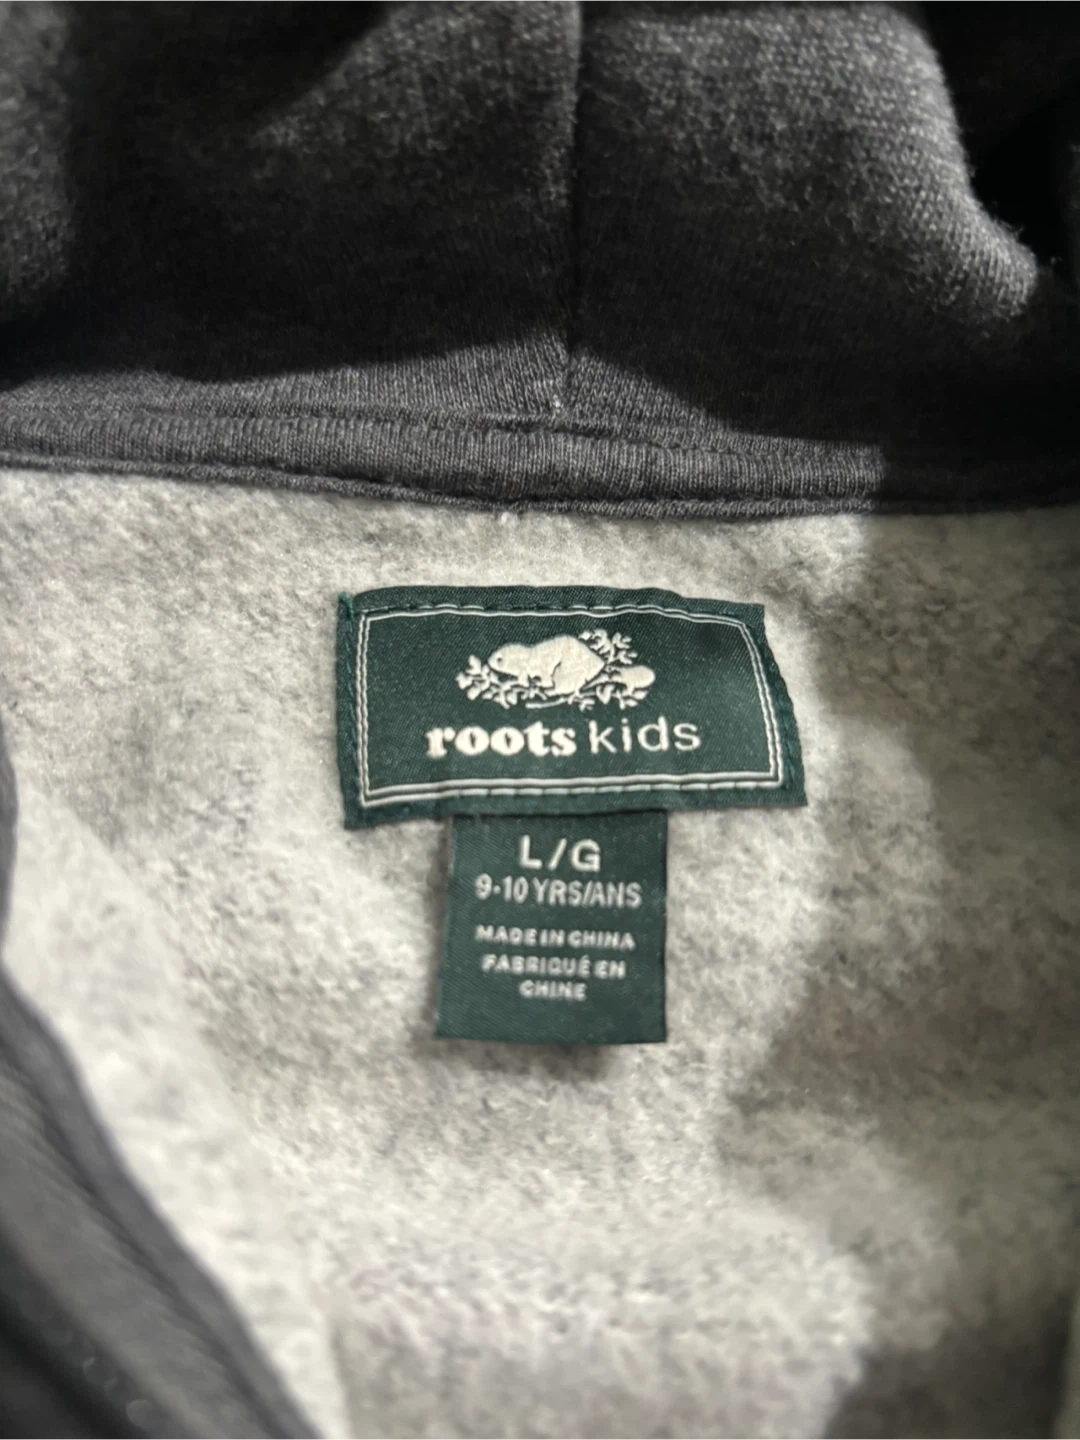 roots kids
L/G
9-10 YRS/ANS
MADE IN CHINA
FABRIQUÉ EN
CHINE